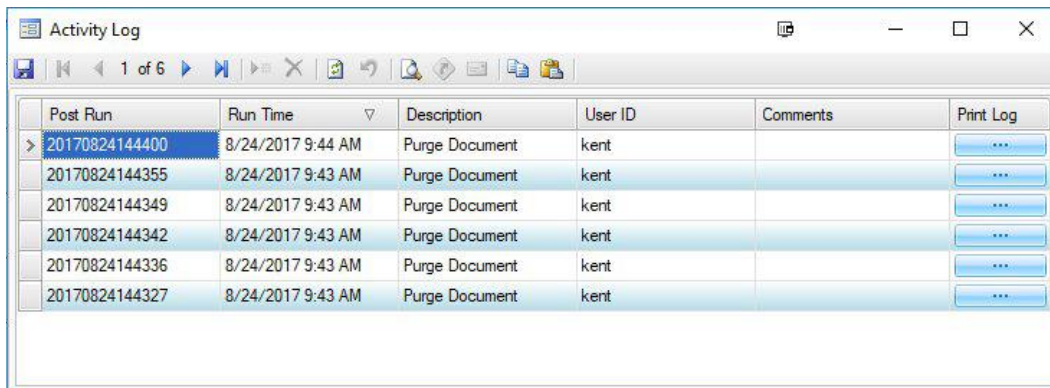 Activity Log
1 of 6
Post Run Run Time Description User ID Comments Print Log
20170824144400 8/24/2017 9:44 AM Purge Document kent ...
20170824144355 8/24/2017 9:43 AM Purge Document kent ...
20170824144349 8/24/2017 9:43 AM Purge Document kent ...
20170824144342 8/24/2017 9:43 AM Purge Document kent ...
20170824144336 8/24/2017 9:43 AM Purge Document kent ...
20170824144327 8/24/2017 9:43 AM Purge Document kent ...